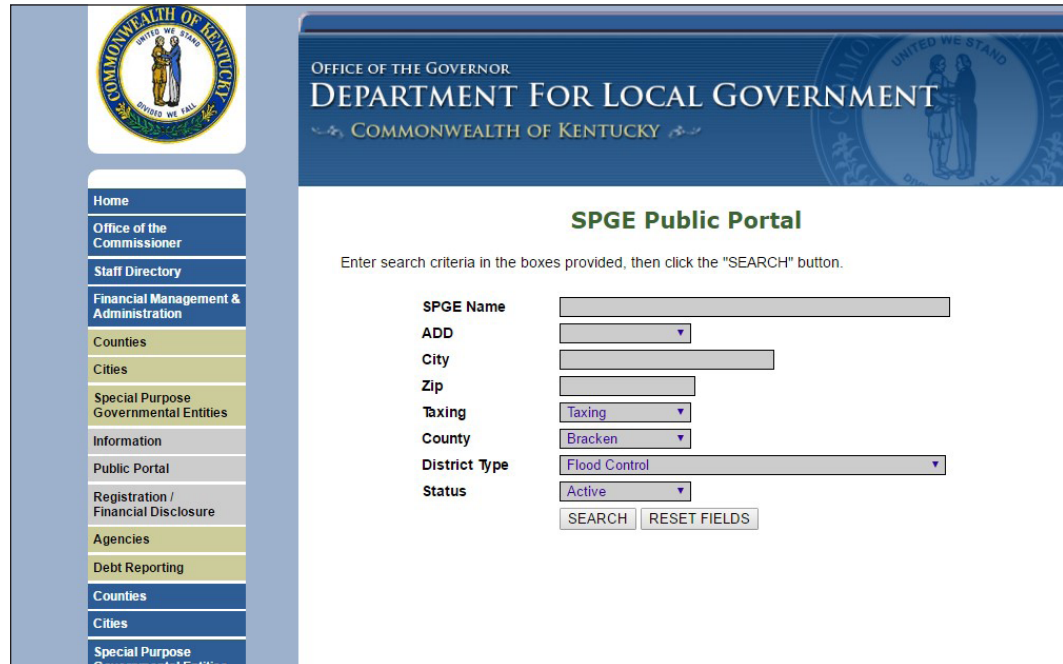 COMMONWEALTH OF KENTUCKY
UNITED WE STAND
DIVIDED WE FALL
OFFICE OF THE GOVERNOR
DEPARTMENT FOR LOCAL GOVERNMENT
COMMONWEALTH OF KENTUCKY
UNITED WE STAND
Home
Office of the
Commissioner
Staff Directory
Financial Management &
Administration
Counties
Cities
Special Purpose
Governmental Entities
Information
Public Portal
Registration /
Financial Disclosure
Agencies
Debt Reporting
Counties
Cities
Special Purpose
Governmental Entities
SPGE Public Portal
Enter search criteria in the boxes provided, then click the "SEARCH" button.
SPGE Name
ADD
City
Zip
Taxing Taxing
County Bracken
District Type Flood Control
Status Active
SEARCH RESET FIELDS